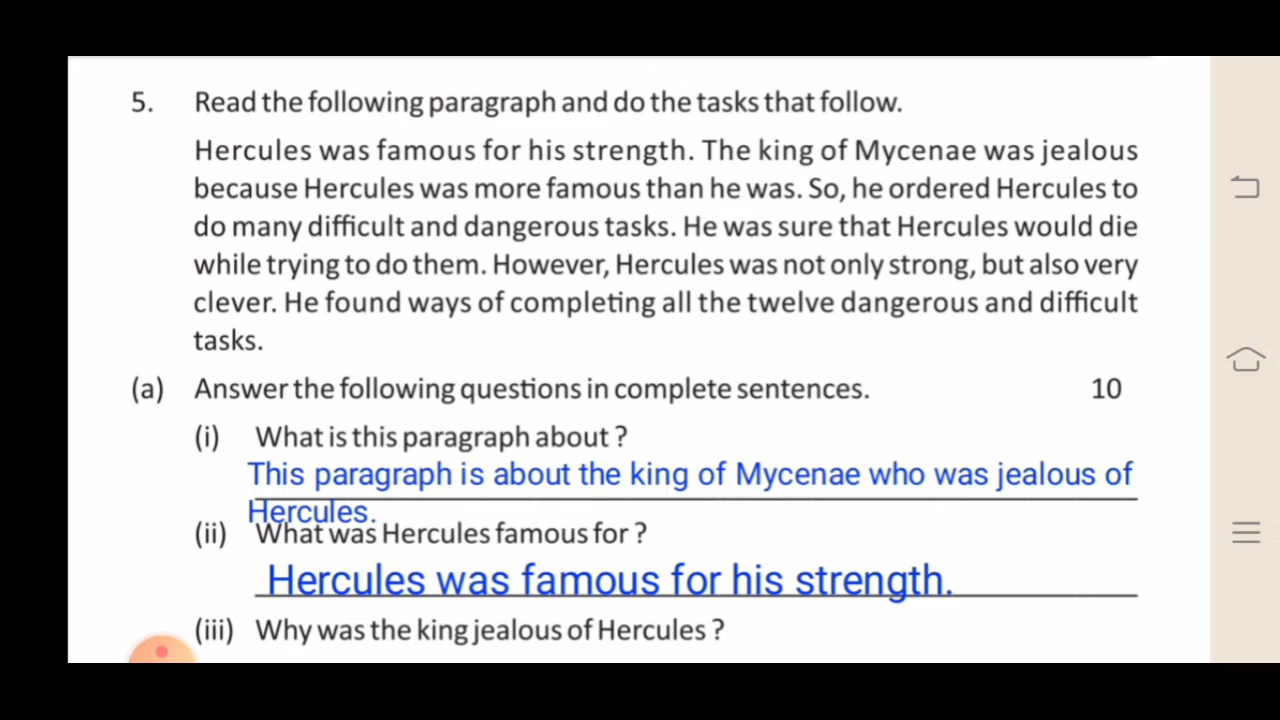 5. Read the following paragraph and do the tasks that follow.
Hercules was famous for his strength. The king of Mycenae was jealous
because Hercules was more famous than he was. So, he ordered Hercules to
do many difficult and dangerous tasks. He was sure that Hercules would die
while trying to do them. However, Hercules was not only strong, but also very
clever. He found ways of completing all the twelve dangerous and difficult
tasks.
(a) Answer the following questions in complete sentences. 10
(i) What is this paragraph about ?
This paragraph is about the king of Mycenae who was jealous of
Hercules.
(ii) What was Hercules famous for ?
Hercules was famous for his strength.
(iii) Why was the king jealous of Hercules ?